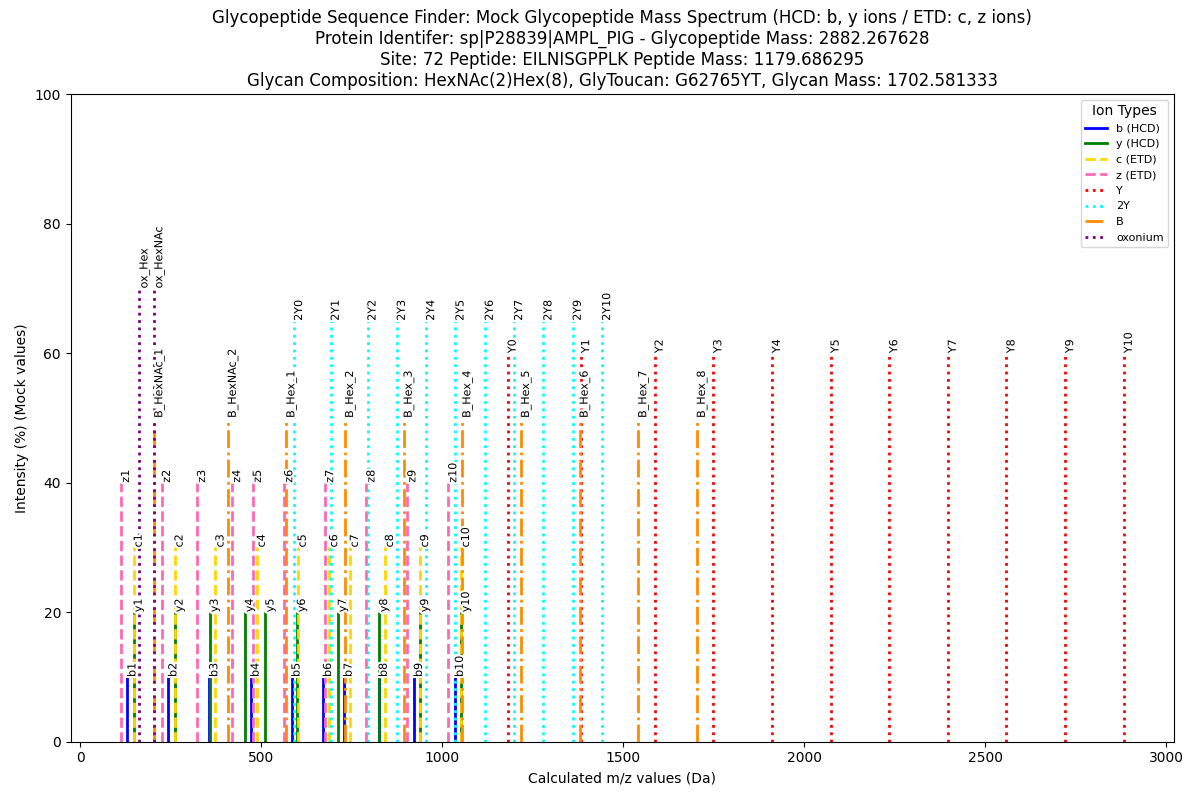 Glycopeptide Sequence Finder: Mock Glycopeptide Mass Spectrum (HCD: b, y ions / ETD: c, z ions)
Protein Identifer: sp|P28839|AMPL_PIG - Glycopeptide Mass: 2882.267628
Site: 72 Peptide: EILNISGPPLK Peptide Mass: 1179.686295
Glycan Composition: HexNAc(2)Hex(8), GlyToucan: G62765YT, Glycan Mass: 1702.581333
Intensity (%) (Mock values)
100
80
60
40
20
0
Ion Types
b (HCD)
y (HCD)
c (ETD)
z (ETD)
Y
2Y
B
oxonium
ox_Hex
ox_HexNAc
2Y0
2Y1
2Y2
2Y3
2Y4
2Y5
2Y6
2Y7
2Y8
2Y9
2Y10
Y0
Y1
Y2
Y3
Y4
Y5
Y6
Y7
Y8
Y9
Y10
B_HexNAc_1
B_HexNAc_2
B_Hex_1
B_Hex_2
B_Hex_3
B_Hex_4
B_Hex_5
B_Hex_6
B_Hex_7
B_Hex_8
z1
z2
z3
z4
z5
z6
z7
z8
z9
z10
c1
c2
c3
c4
c5
c6
c7
c8
c9
c10
y1
y2
y3
y4
y5
y6
y7
y8
y9
y10
b1
b2
b3
b4
b5
b6
b7
b8
b9
b10
0
500
1000
1500
2000
2500
3000
Calculated m/z values (Da)